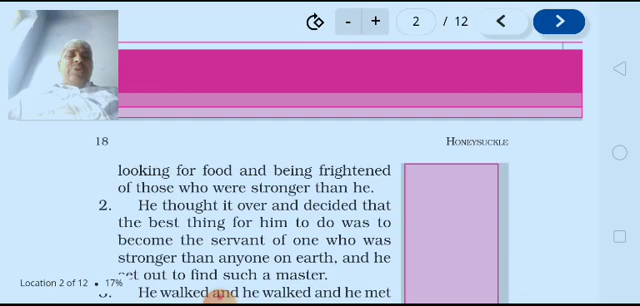 - + 2 / 12 < >
18 HONEYSUCKLE
looking for food and being frightened
of those who were stronger than he.
2. He thought it over and decided that
the best thing for him to do was to
become the servant of one who was
stronger than anyone on earth, and he
set out to find such a master.
Location 2 of 12 • 17%
3. He walked and he walked and he met